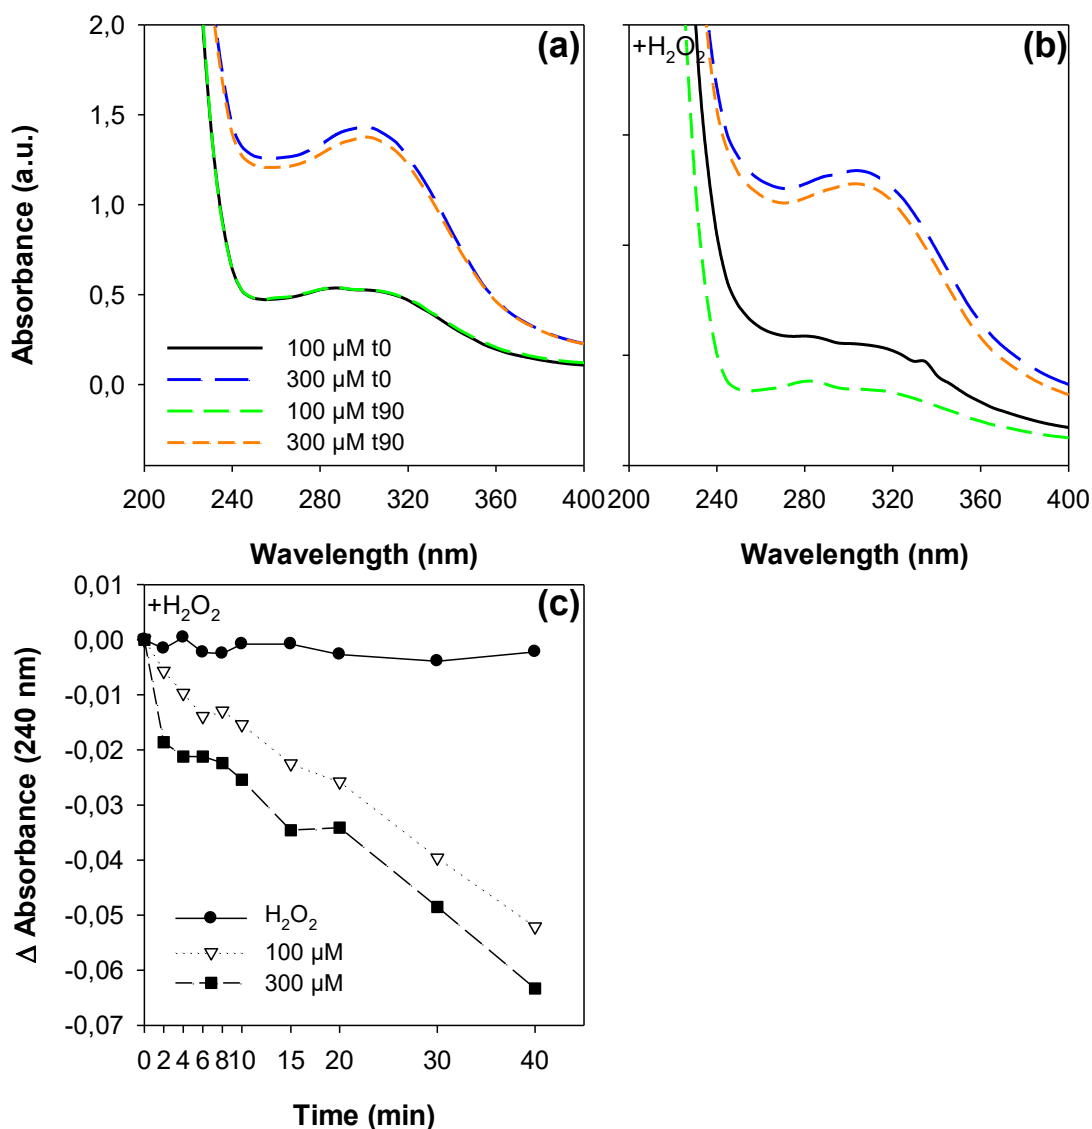 2,0
1,5
1,0
0,5
0,0
Absorbance (a.u.)
(a)
100 µM t0
300 µM t0
100 µM t90
300 µM t90
200 240 280 320 360 400
Wavelength (nm)
+H₂O₂
(b)
200 240 280 320 360 400
Wavelength (nm)
0,01
0,00
-0,01
-0,02
-0,03
-0,04
-0,05
-0,06
-0,07
Δ Absorbance (240 nm)
+H₂O₂
(c)
H₂O₂
100 µM
300 µM
0 2 4 6 8 10 15 20 30 40
Time (min)